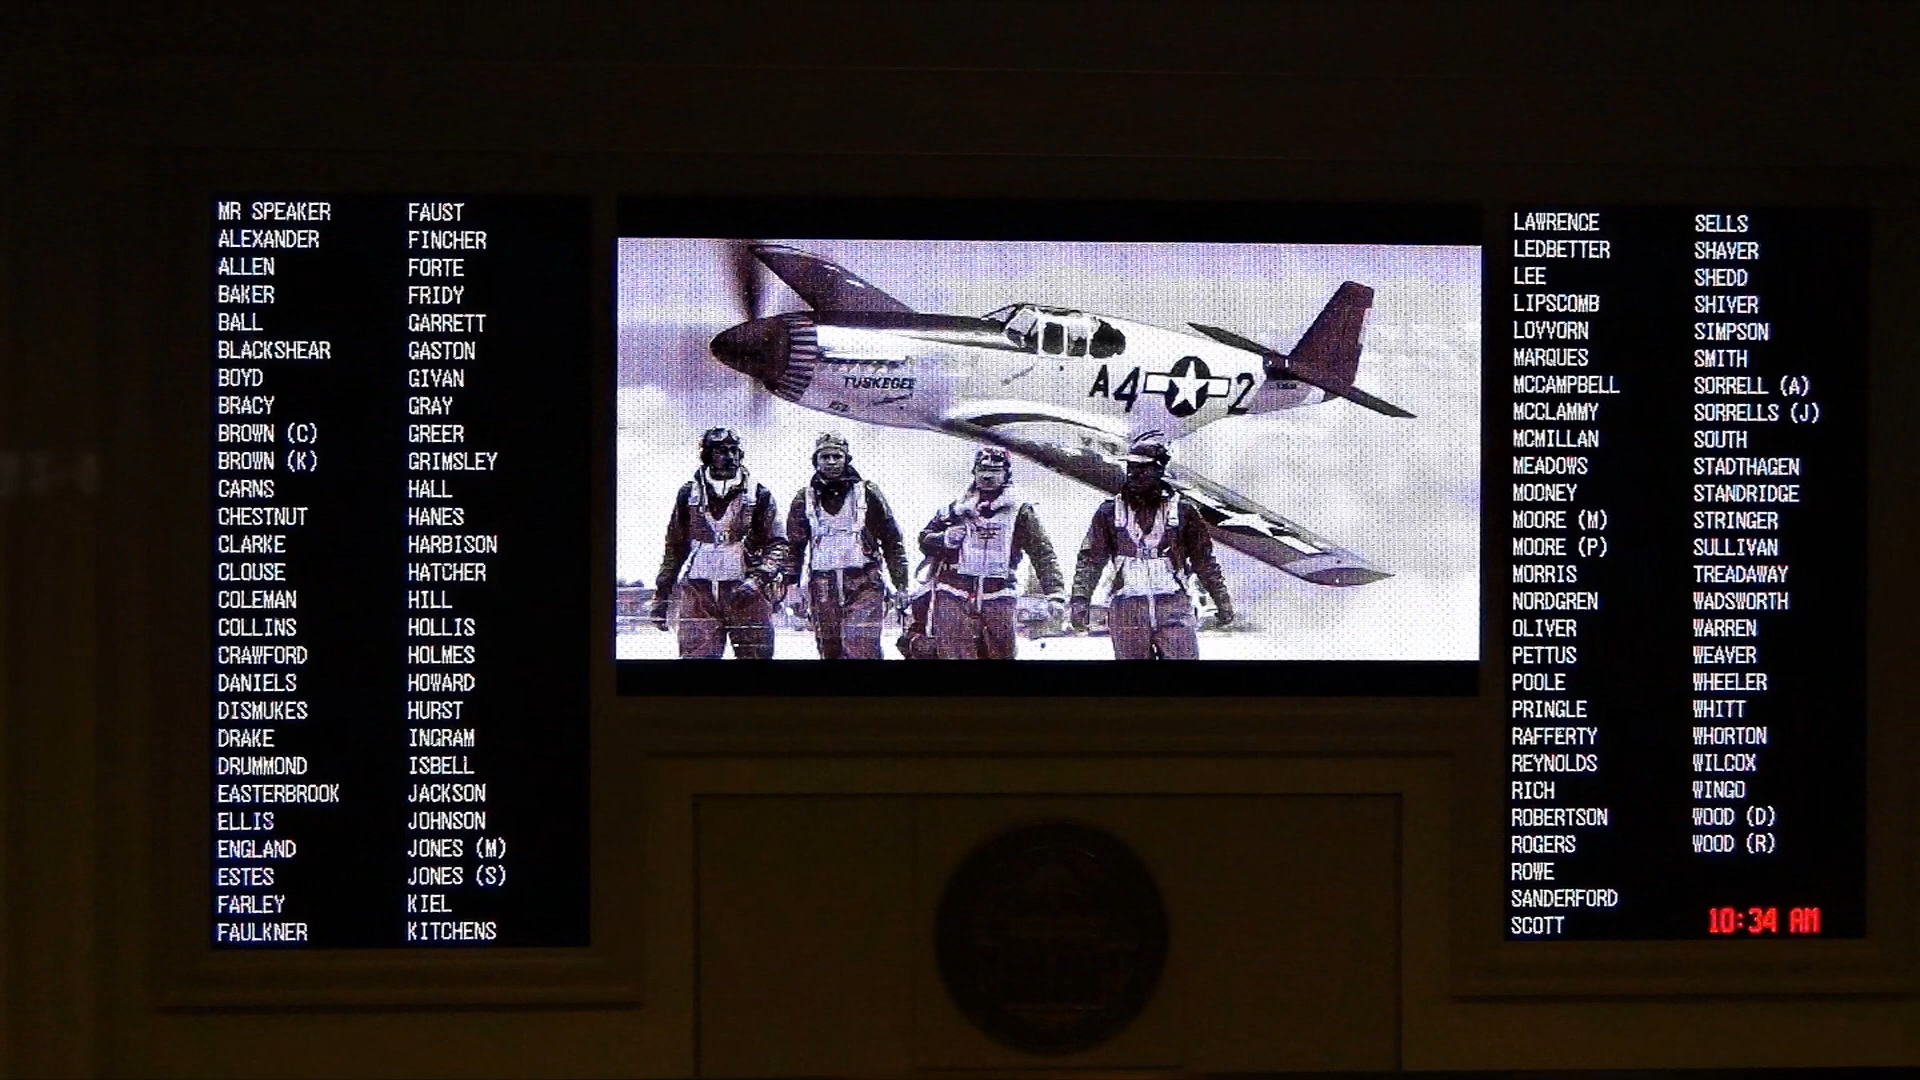 MR SPEAKER
ALEXANDER
ALLEN
BAKER
BALL
BLACKSHEAR
BOYD
BRACY
BROWN (C)
BROWN (K)
CARNS
CHESTNUT
CLARKE
CLOUSE
COLEMAN
COLLINS
CRAWFORD
DANIELS
DISMUKES
DRAKE
DRUMMOND
EASTERBROOK
ELLIS
ENGLAND
ESTES
FARLEY
FAULKNER
FAUST
FINCHER
FORTE
FRIDY
GARRETT
GASTON
GIVAN
GRAY
GREER
GRIMSLEY
HALL
HANES
HARBISON
HATCHER
HILL
HOLLIS
HOLMES
HOWARD
HURST
INGRAM
ISBELL
JACKSON
JOHNSON
JONES (M)
JONES (S)
KIEL
KITCHENS
TUSKEGEE
A4 2
LAWRENCE
LEDBETTER
LEE
LIPSCOMB
LOVVORN
MARQUES
MCCAMPBELL
MCCLAMMY
MCMILLAN
MEADOWS
MOONEY
MOORE (M)
MOORE (P)
MORRIS
NORDGREN
OLIVER
PETTUS
POOLE
PRINGLE
RAFFERTY
REYNOLDS
RICH
ROBERTSON
ROGERS
ROWE
SANDERFORD
SCOTT
SELLS
SHAVER
SHEDD
SHIVER
SIMPSON
SMITH
SORRELL (A)
SORRELLS (J)
SOUTH
STADTHAGEN
STANDRIDGE
STRINGER
SULLIVAN
TREADAWAY
WADSWORTH
WARREN
WEAVER
WHEELER
WHITT
WHORTON
WILCOX
WINGO
WOOD (D)
WOOD (R)
10:34 AM